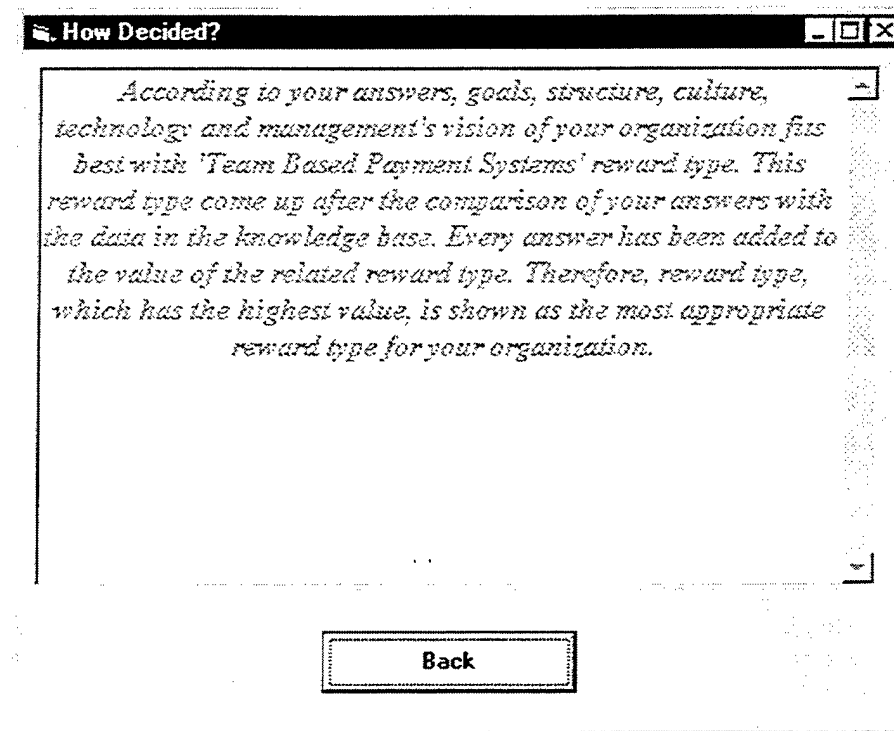 How Decided?
According to your answers, goals, structure, culture,
technology and management's vision of your organization fits
best with 'Team Based Payment Systems' reward type. This
reward type come up after the comparison of your answers with
the data in the knowledge base. Every answer has been added to
the value of the related reward type. Therefore, reward type,
which has the highest value, is shown as the most appropriate
reward type for your organization.
Back